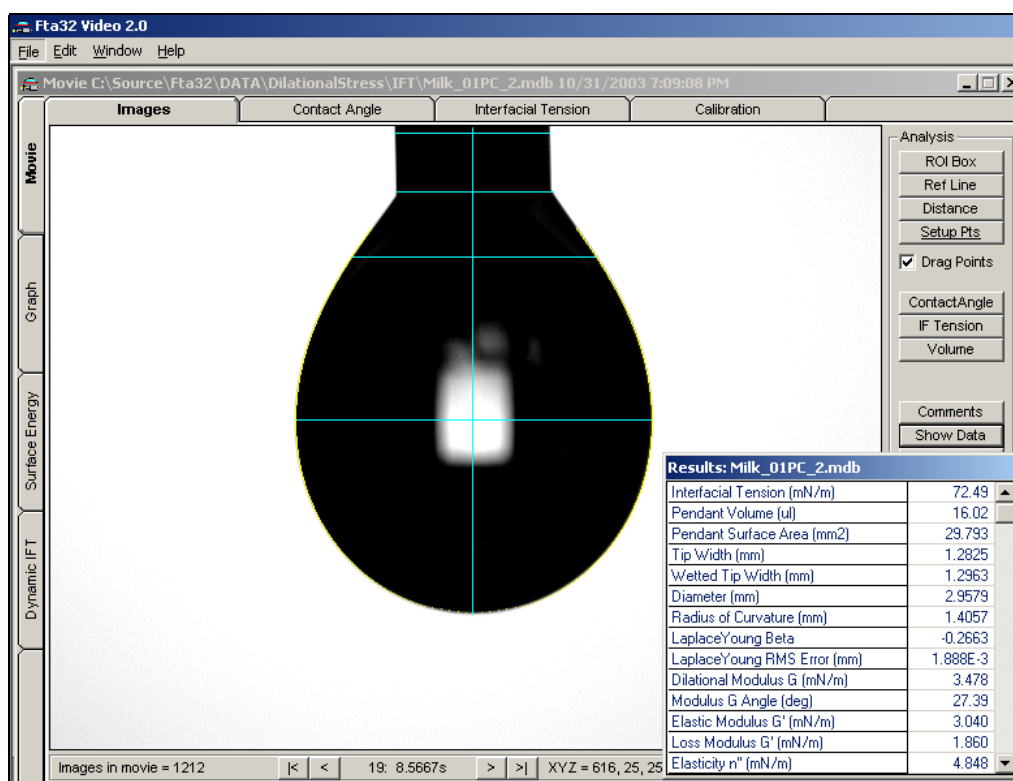 Fta32 Video 2.0
File Edit Window Help
Movie C:\Source\Fta32\DATA\DilationalStress\IFT\Milk_01PC_2.mdb 10/31/2003 7:09:08 PM
Images Contact Angle Interfacial Tension Calibration
Movie
Graph
Surface Energy
Dynamic IFT
Analysis
ROI Box
Ref Line
Distance
Setup Pts
Drag Points
ContactAngle
IF Tension
Volume
Comments
Show Data
Results: Milk_01PC_2.mdb
Interfacial Tension (mN/m) 72.49
Pendant Volume (ul) 16.02
Pendant Surface Area (mm2) 29.793
Tip Width (mm) 1.2825
Wetted Tip Width (mm) 1.2963
Diameter (mm) 2.9579
Radius of Curvature (mm) 1.4057
LaplaceYoung Beta -0.2663
LaplaceYoung RMS Error (mm) 1.888E-3
Dilational Modulus G (mN/m) 3.478
Modulus G Angle (deg) 27.39
Elastic Modulus G' (mN/m) 3.040
Loss Modulus G' (mN/m) 1.860
Elasticity n" (mN/m) 4.848
Images in movie = 1212 |< < 19: 8.5667s > >| XYZ = 616, 25, 25